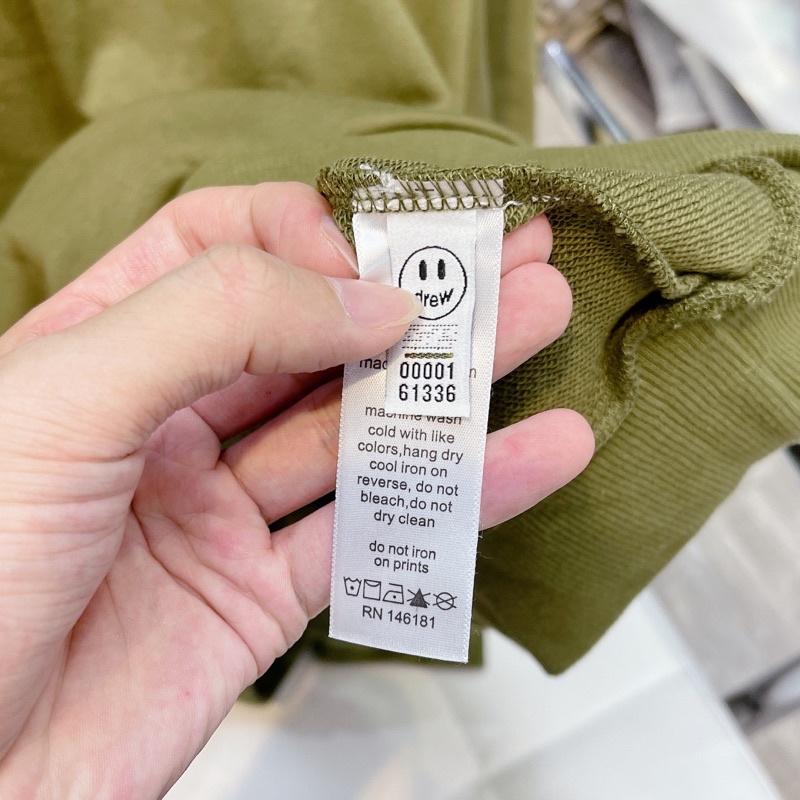 drew
00001
61336
machine wash
cold with like
colors,hang dry
cool iron on
reverse, do not
bleach,do not
dry clean
do not iron
on prints
RN 146181